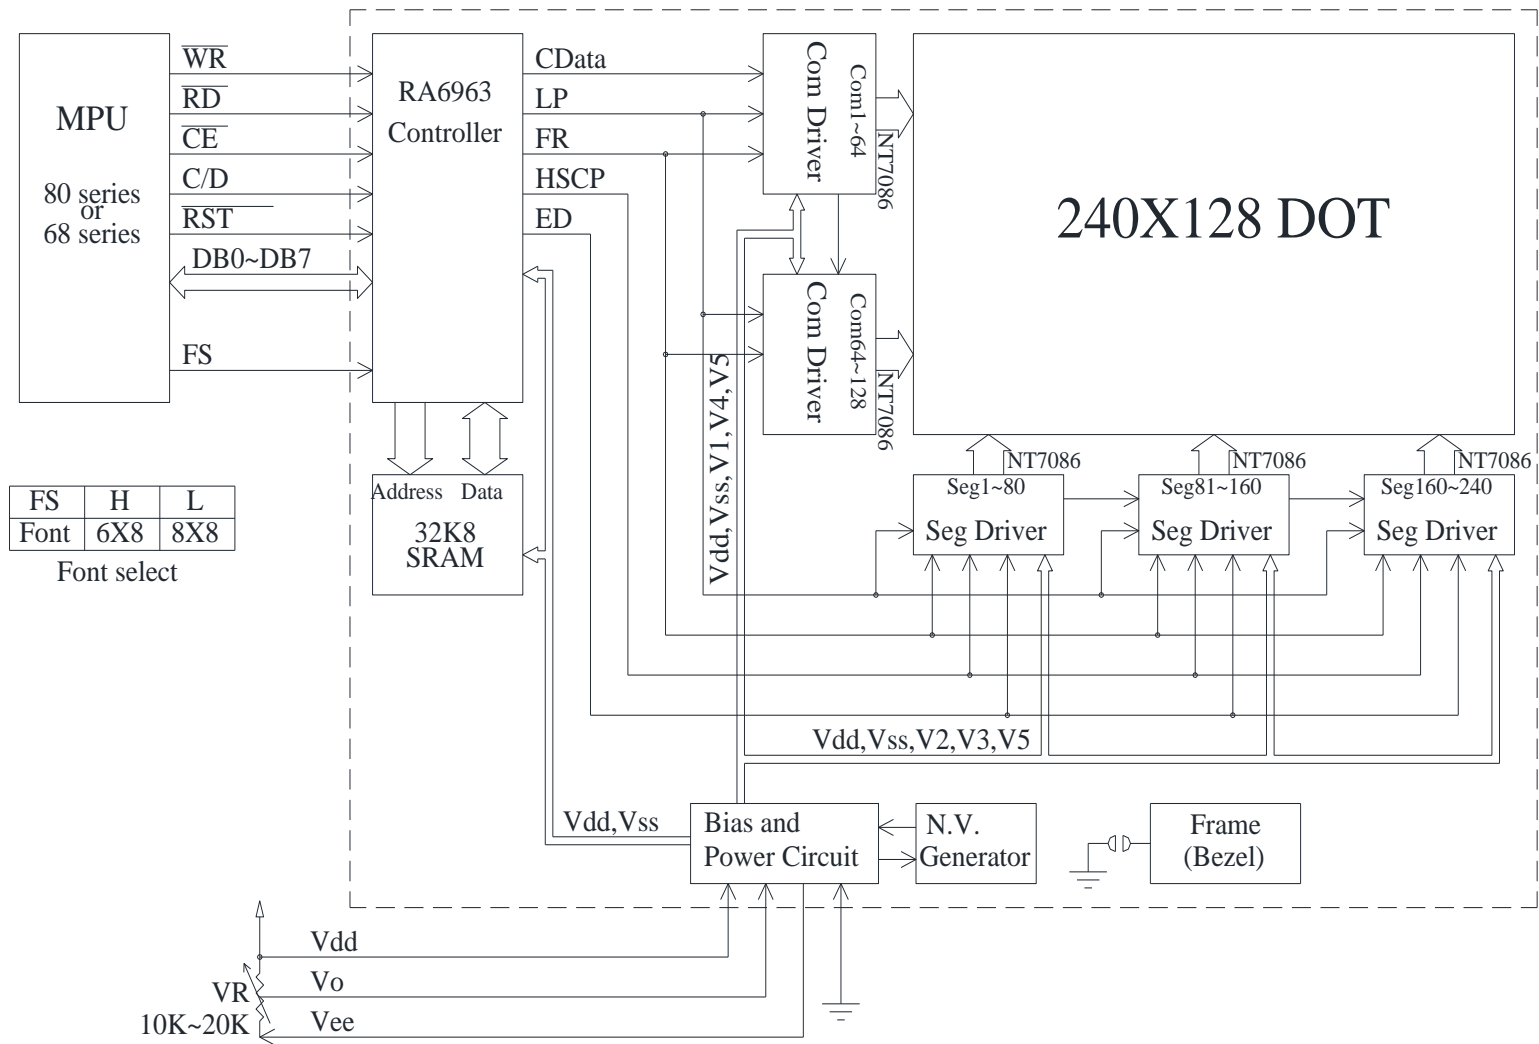 MPU
80 series
or
68 series
WR
RD
CE
C/D
RST
DB0~DB7
FS
RA6963
Controller
CData
LP
FR
HSCP
ED
Com Driver
Com1~64
NT7086
Com Driver
Com64~128
NT7086
240X128 DOT
Address Data
32K8
SRAM
FS H L
Font 6X8 8X8
Font select
Vdd,Vss,V1,V4,V5
NT7086
Seg1~80
Seg Driver
NT7086
Seg81~160
Seg Driver
NT7086
Seg160~240
Seg Driver
Vdd,Vss,V2,V3,V5
Vdd,Vss
Bias and
Power Circuit
N.V.
Generator
Frame
(Bezel)
Vdd
Vo
Vee
VR
10K~20K